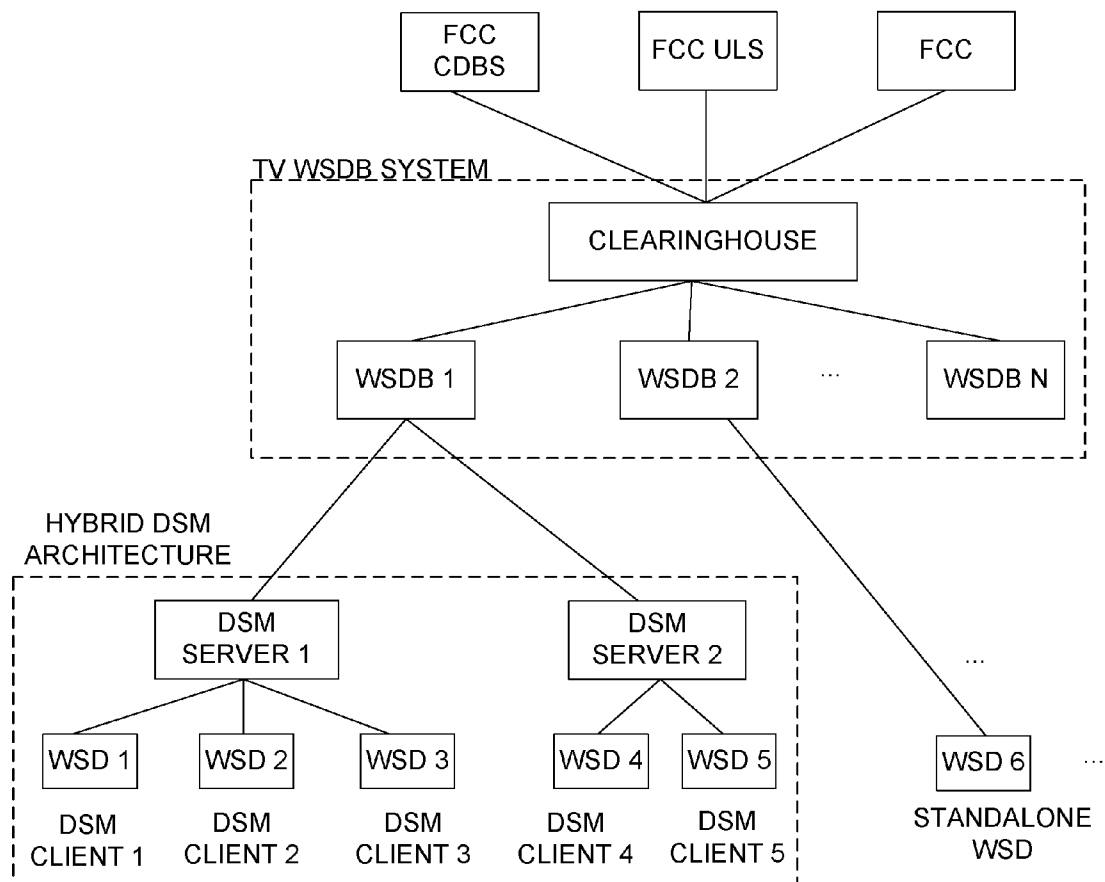 FCC
CDBS
FCC ULS
FCC
TV WSDB SYSTEM
CLEARINGHOUSE
WSDB 1
WSDB 2
...
WSDB N
HYBRID DSM
ARCHITECTURE
DSM
SERVER 1
DSM
SERVER 2
...
WSD 1
WSD 2
WSD 3
WSD 4
WSD 5
WSD 6
...
DSM
CLIENT 1
DSM
CLIENT 2
DSM
CLIENT 3
DSM
CLIENT 4
DSM
CLIENT 5
STANDALONE
WSD